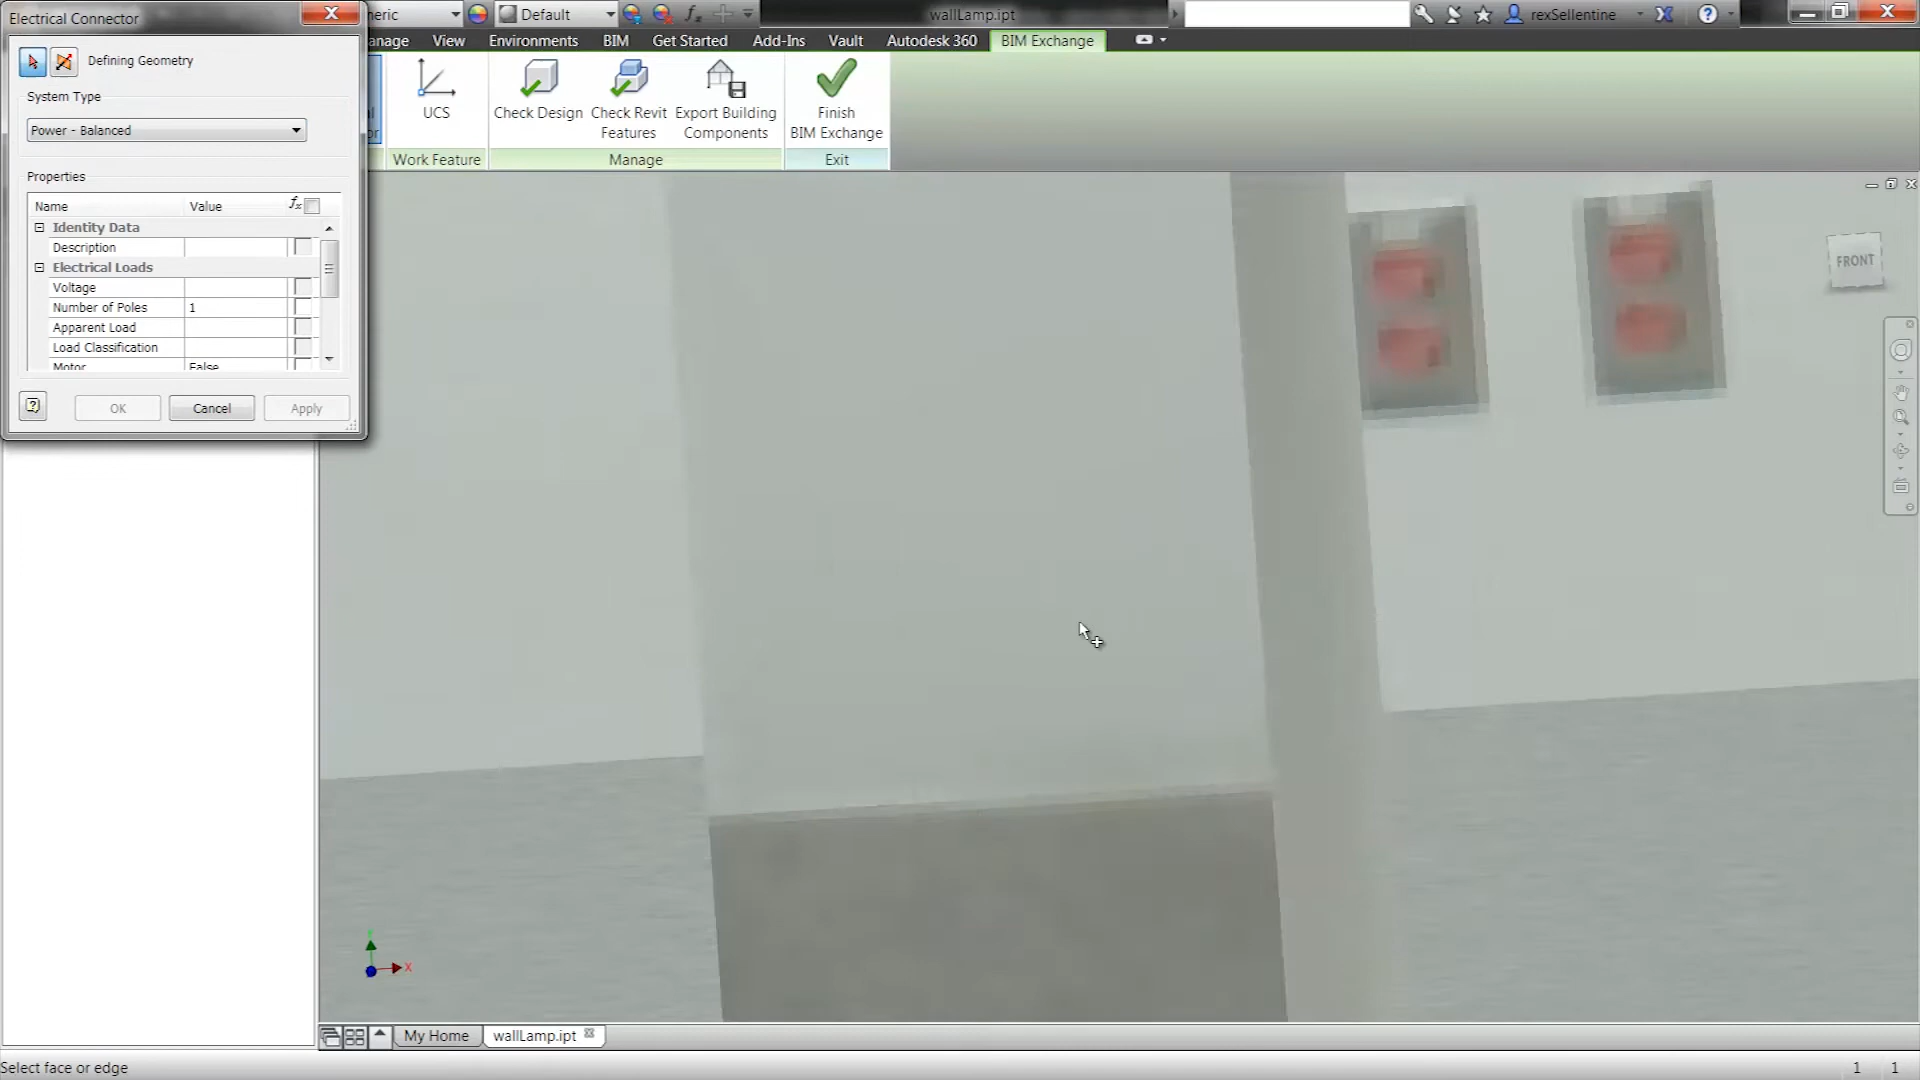 Electrical Connector
neric
Default
wallLamp.ipt
rexSellentine
anage
View
Environments
BIM
Get Started
Add-Ins
Vault
Autodesk 360
BIM Exchange
Defining Geometry
System Type
Power - Balanced
UCS
Check Design
Check Revit
Features
Export Building
Components
Finish
BIM Exchange
Work Feature
Manage
Exit
Properties
Name
Value
fx
Identity Data
Description
Electrical Loads
Voltage
Number of Poles
1
Apparent Load
Load Classification
Motor
False
OK
Cancel
Apply
FRONT
X
My Home
wallLamp.ipt
Select face or edge
1
1